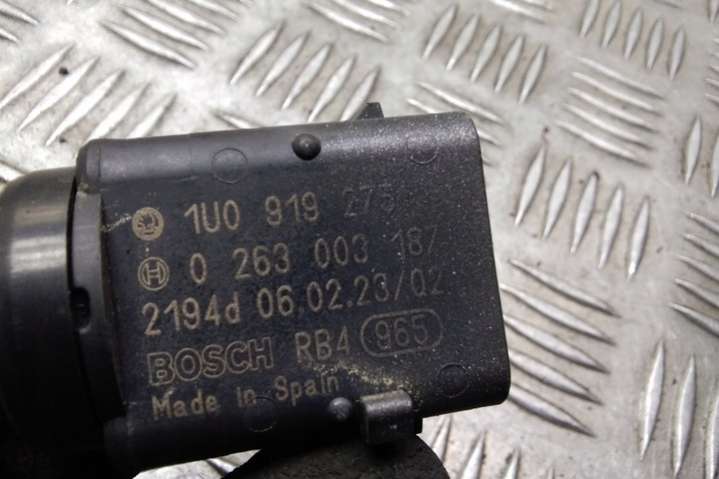 1U0 919 275
0 263 003 187
2194d 06.02.23/02
BOSCH RB4 965
Made in Spain